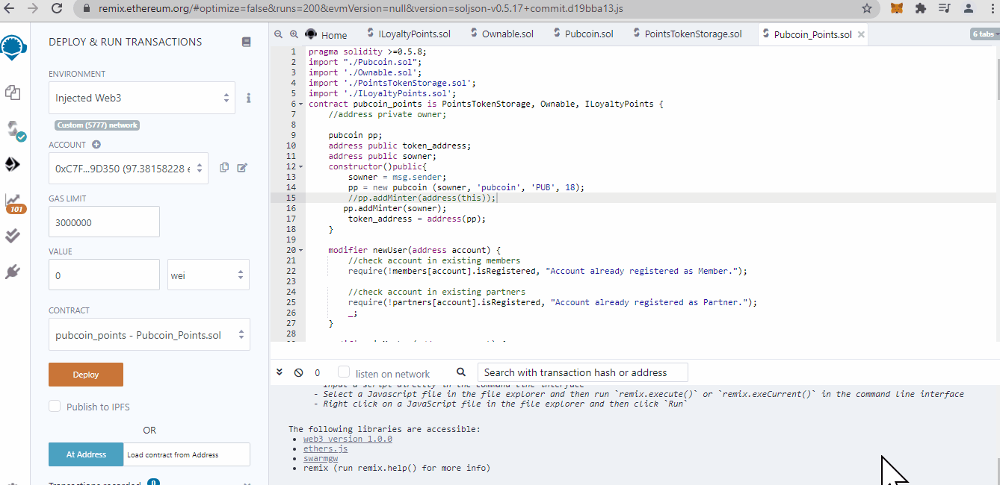 remix.ethereum.org/#optimize=false&runs=200&evmVersion=null&version=soljson-v0.5.17+commit.d19bba13.js
DEPLOY & RUN TRANSACTIONS
ENVIRONMENT
Injected Web3
i
Custom (5777) network
ACCOUNT
0xC7F...9D350 (97.38158228 e
GAS LIMIT
3000000
101
VALUE
0
wei
CONTRACT
pubcoin_points - Pubcoin_Points.sol
Deploy
Publish to IPFS
OR
At Address
Load contract from Address
0
Home
ILoyaltyPoints.sol
Ownable.sol
Pubcoin.sol
PointsTokenStorage.sol
Pubcoin_Points.sol
6 tabs
1 pragma solidity >=0.5.8;
2 import "./Pubcoin.sol";
3 import './Ownable.sol';
4 import './PointsTokenStorage.sol';
5 import './ILoyaltyPoints.sol';
6 contract pubcoin_points is PointsTokenStorage, Ownable, ILoyaltyPoints {
7 //address private owner;
8
9 pubcoin pp;
10 address public token_address;
11 address public sowner;
12 constructor()public{
13 sowner = msg.sender;
14 pp = new pubcoin (sowner, 'pubcoin', 'PUB', 18);
15 //pp.addMinter(address(this));
16 pp.addMinter(sowner);
17 token_address = address(pp);
18 }
19
20 modifier newUser(address account) {
21 //check account in existing members
22 require(!members[account].isRegistered, "Account already registered as Member.");
23
24 //check account in existing partners
25 require(!partners[account].isRegistered, "Account already registered as Partner.");
26 _;
27 }
28
0
listen on network
Search with transaction hash or address
- Input a script directly in the command line interface
- Select a Javascript file in the file explorer and then run `remix.execute()` or `remix.exeCurrent()` in the command line interface
- Right click on a JavaScript file in the file explorer and then click `Run`
The following libraries are accessible:
• web3 version 1.0.0
• ethers.js
• swarmgw
• remix (run remix.help() for more info)